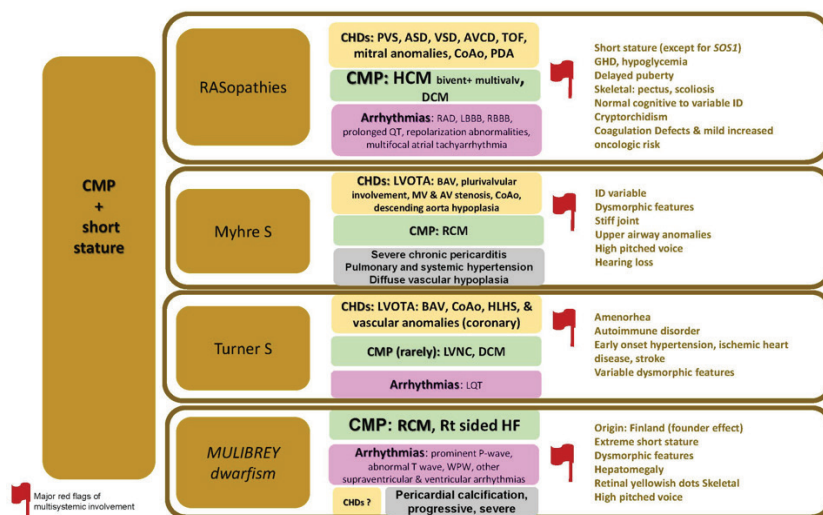 CMP
+
short
stature
RASopathies
CHDs: PVS, ASD, VSD, AVCD, TOF,
mitral anomalies, CoAo, PDA
CMP: HCM bivent+ multivalv,
DCM
Arrhythmias: RAD, LBBB, RBBB,
prolonged QT, repolarization abnormalities,
multifocal atrial tachyarrhythmia
Short stature (except for SOS1)
GHD, hypoglycemia
Delayed puberty
Skeletal: pectus, scoliosis
Normal cognitive to variable ID
Cryptorchidism
Coagulation Defects & mild increased
oncologic risk
Myhre S
CHDs: LVOTA: BAV, plurivalvular
involvement, MV & AV stenosis, CoAo,
descending aorta hypoplasia
CMP: RCM
Severe chronic pericarditis
Pulmonary and systemic hypertension
Diffuse vascular hypoplasia
ID variable
Dysmorphic features
Stiff joint
Upper airway anomalies
High pitched voice
Hearing loss
Turner S
CHDs: LVOTA: BAV, CoAo, HLHS, &
vascular anomalies (coronary)
CMP (rarely): LVNC, DCM
Arrhythmias: LQT
Amenorhea
Autoimmune disorder
Early onset hypertension, ischemic heart
disease, stroke
Variable dysmorphic features
MULIBREY
dwarfism
CMP: RCM, Rt sided HF
Arrhythmias: prominent P-wave,
abnormal T wave, WPW, other
supraventricular & ventricular arrhythmias
CHDs ?
Pericardial calcification,
progressive, severe
Origin: Finland (founder effect)
Extreme short stature
Dysmorphic features
Hepatomegaly
Retinal yellowish dots Skeletal
High pitched voice
Major red flags of
multisystemic involvement